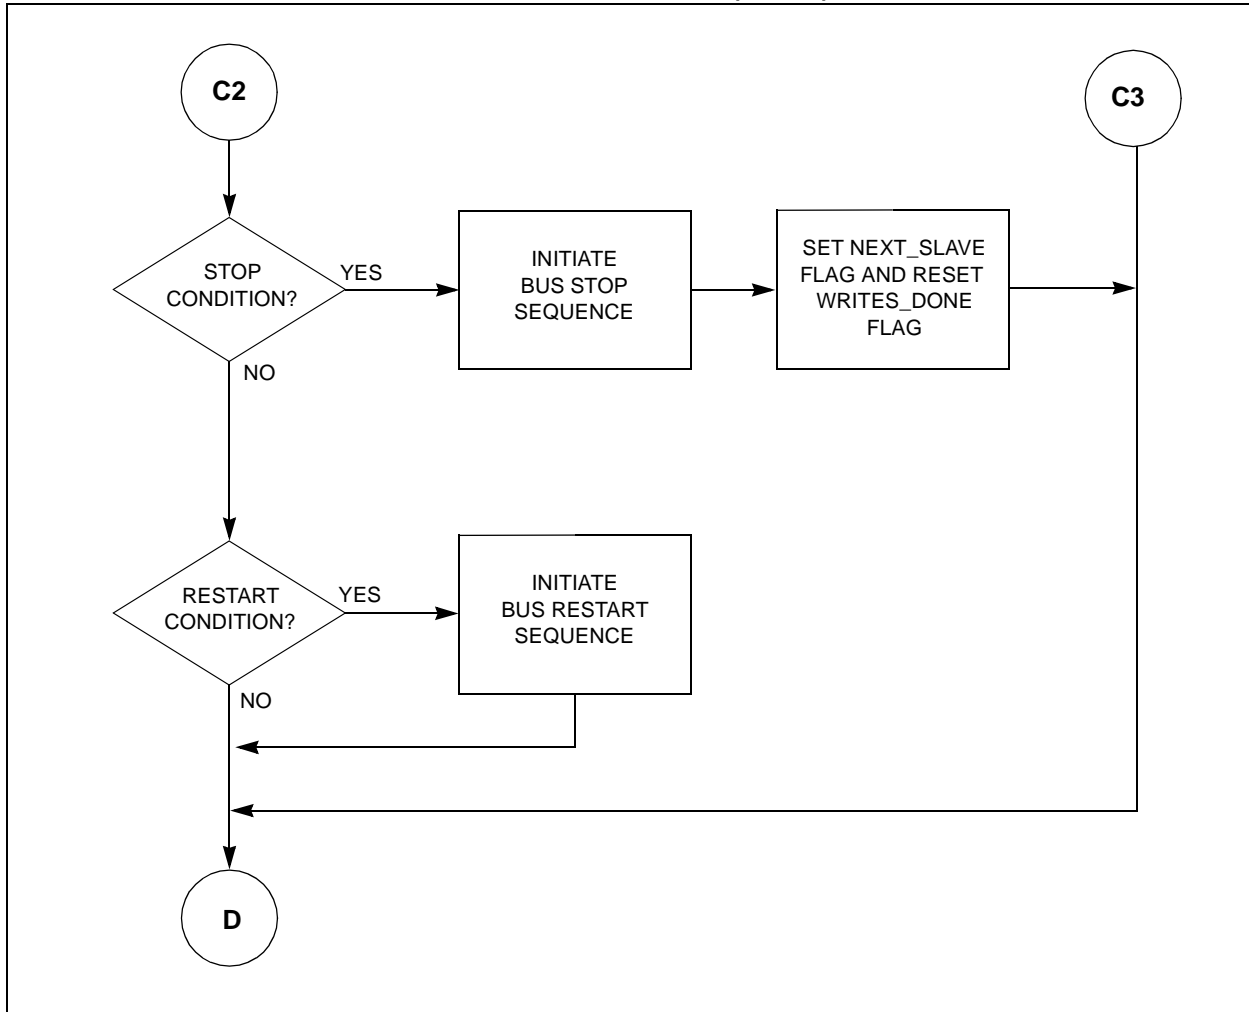 C2
C3
STOP
CONDITION?
YES
INITIATE
BUS STOP
SEQUENCE
SET NEXT_SLAVE
FLAG AND RESET
WRITES_DONE
FLAG
NO
RESTART
CONDITION?
YES
INITIATE
BUS RESTART
SEQUENCE
NO
D